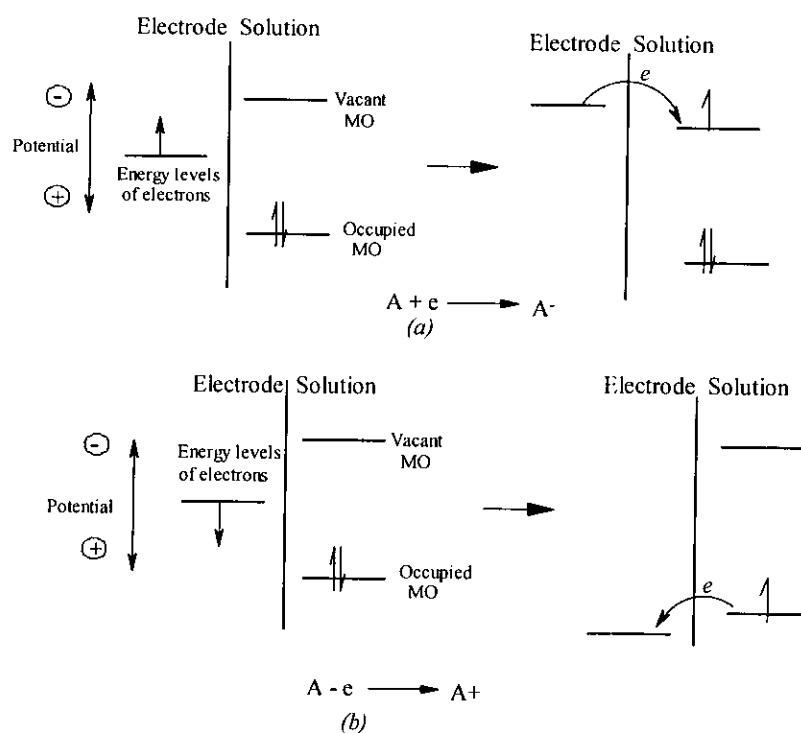 Electrode Solution
⊖
Potential
⊕
Energy levels
of electrons
Vacant
MO
Occupied
MO
Electrode Solution
e
A + e ⟶ A-
(a)
Electrode Solution
⊖
Potential
⊕
Energy levels
of electrons
Vacant
MO
Occupied
MO
Electrode Solution
e
A - e ⟶ A+
(b)